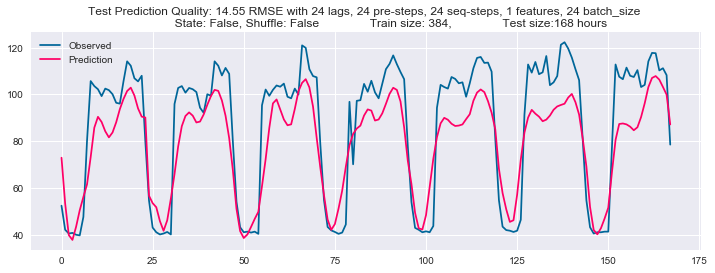 Test Prediction Quality: 14.55 RMSE with 24 lags, 24 pre-steps, 24 seq-steps, 1 features, 24 batch_size
State: False, Shuffle: False Train size: 384, Test size:168 hours
Observed
Prediction
120
100
80
60
40
0 25 50 75 100 125 150 175